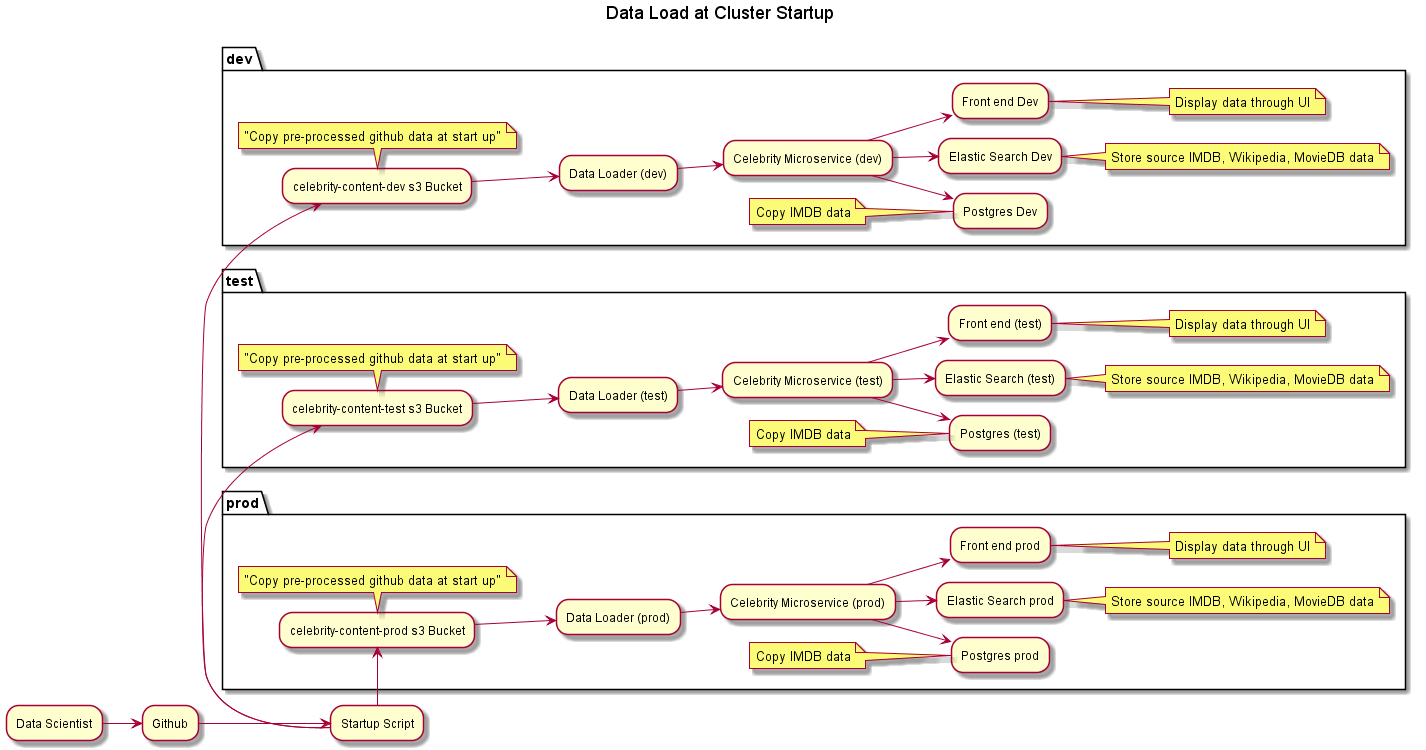 Data Load at Cluster Startup
dev
Front end Dev
Display data through UI
"Copy pre-processed github data at start up"
Celebrity Microservice (dev)
Elastic Search Dev
Store source IMDB, Wikipedia, MovieDB data
Data Loader (dev)
celebrity-content-dev s3 Bucket
Copy IMDB data
Postgres Dev
test
Front end (test)
Display data through UI
"Copy pre-processed github data at start up"
Celebrity Microservice (test)
Elastic Search (test)
Store source IMDB, Wikipedia, MovieDB data
Data Loader (test)
celebrity-content-test s3 Bucket
Copy IMDB data
Postgres (test)
prod
Front end prod
Display data through UI
"Copy pre-processed github data at start up"
Celebrity Microservice (prod)
Elastic Search prod
Store source IMDB, Wikipedia, MovieDB data
Data Loader (prod)
celebrity-content-prod s3 Bucket
Copy IMDB data
Postgres prod
Data Scientist
Github
Startup Script